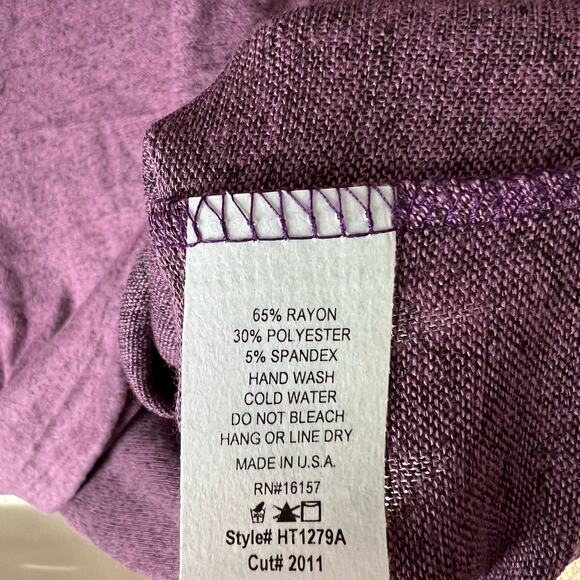 65% RAYON
30% POLYESTER
5% SPANDEX
HAND WASH
COLD WATER
DO NOT BLEACH
HANG OR LINE DRY
MADE IN U.S.A.
RN#16157
Style# HT1279A
Cut# 2011